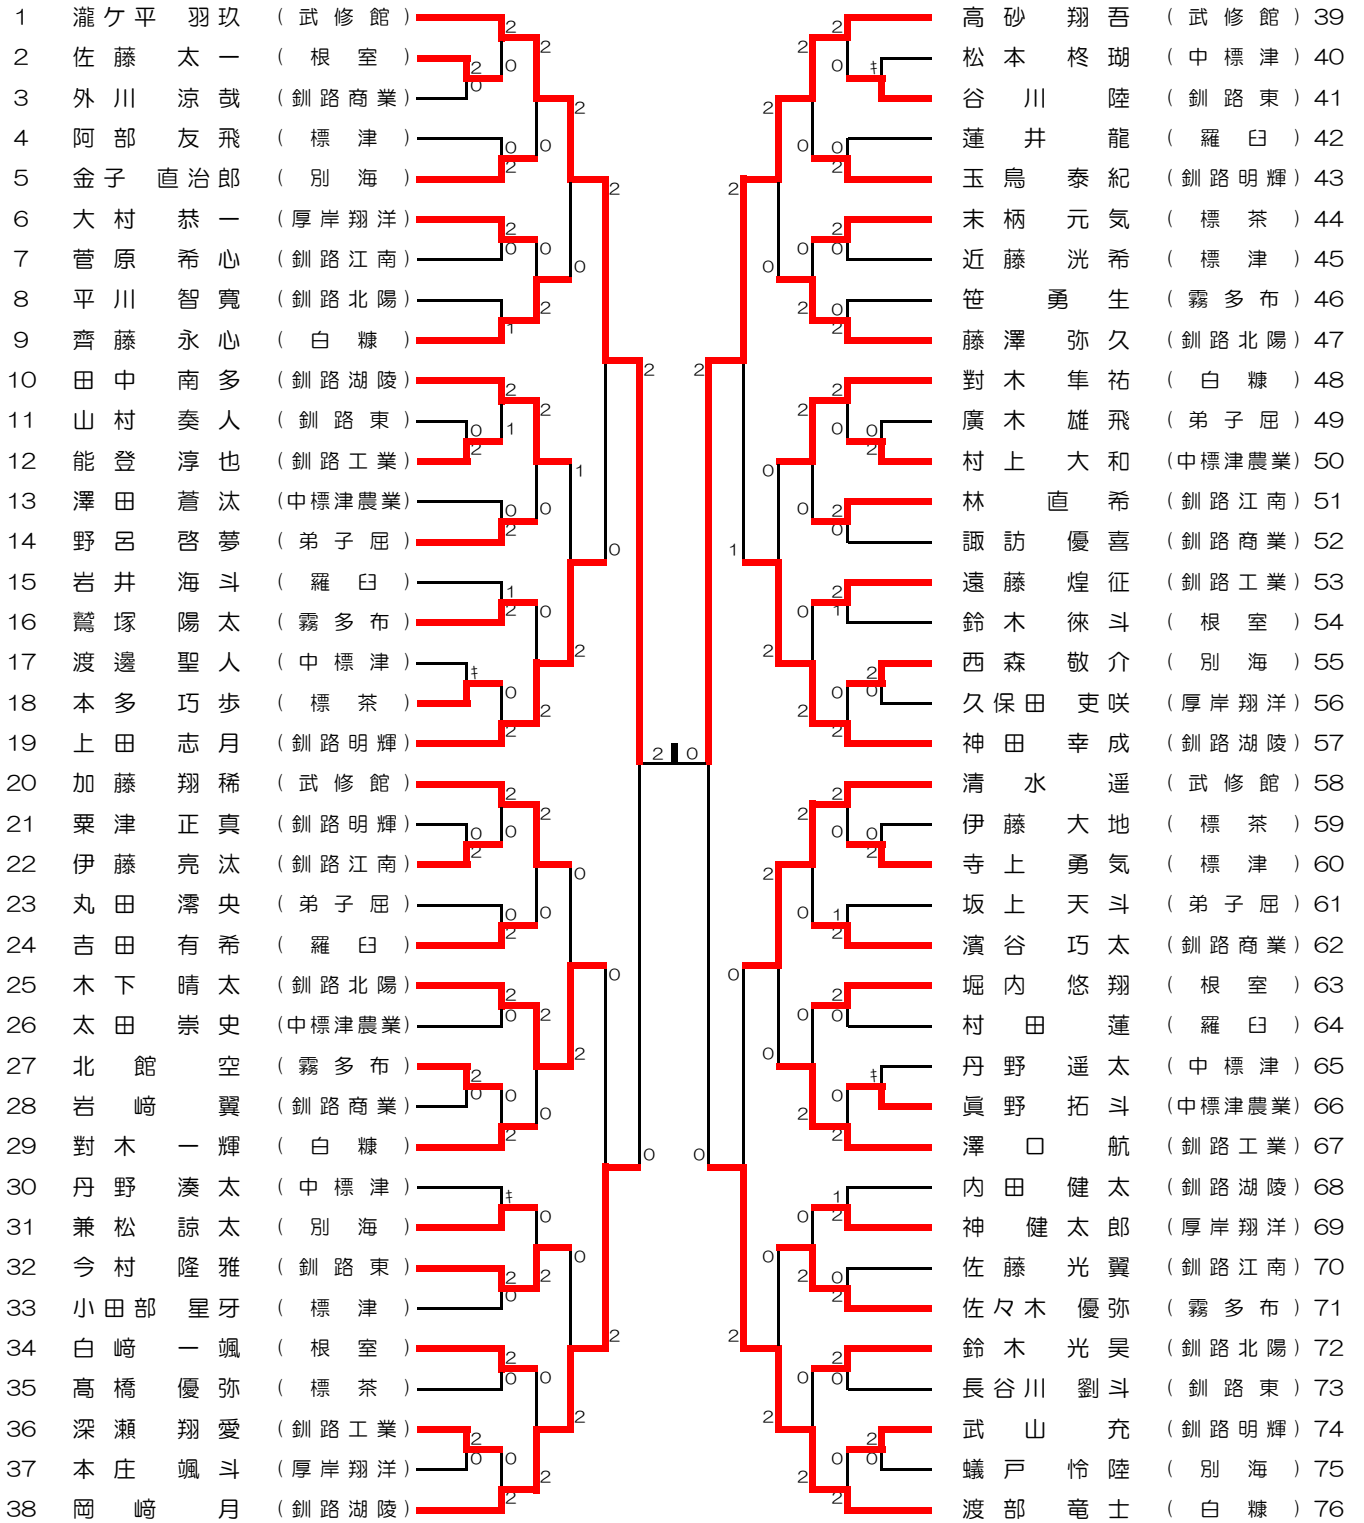 1 瀧ケ平 羽玖 (武修館)
2 佐藤 太一 (根室)
3 外川 涼哉 (釧路商業)
4 阿部 友飛 (標津)
5 金子 直治郎 (別海)
6 大村 恭一 (厚岸翔洋)
7 菅原 希心 (釧路江南)
8 平川 智寛 (釧路北陽)
9 齊藤 永心 (白糠)
10 田中 南多 (釧路湖陵)
11 山村 奏人 (釧路東)
12 能登 淳也 (釧路工業)
13 澤田 蒼汰 (中標津農業)
14 野呂 啓夢 (弟子屈)
15 岩井 海斗 (羅臼)
16 鷲塚 陽太 (霧多布)
17 渡邊 聖人 (中標津)
18 本多 巧歩 (標茶)
19 上田 志月 (釧路明輝)
20 加藤 翔稀 (武修館)
21 粟津 正真 (釧路明輝)
22 伊藤 亮汰 (釧路江南)
23 丸田 澪央 (弟子屈)
24 吉田 有希 (羅臼)
25 木下 晴太 (釧路北陽)
26 太田 崇史 (中標津農業)
27 北館 空 (霧多布)
28 岩﨑 翼 (釧路商業)
29 對木 一輝 (白糠)
30 丹野 湊太 (中標津)
31 兼松 諒太 (別海)
32 今村 隆雅 (釧路東)
33 小田部 星牙 (標津)
34 白﨑 一颯 (根室)
35 髙橋 優弥 (標茶)
36 深瀬 翔愛 (釧路工業)
37 本庄 颯斗 (厚岸翔洋)
38 岡﨑 月 (釧路湖陵)
2 0
高砂 翔吾 (武修館) 39
松本 柊瑚 (中標津) 40
谷川 陸 (釧路東) 41
蓮井 龍 (羅臼) 42
玉鳥 泰紀 (釧路明輝) 43
末柄 元気 (標茶) 44
近藤 洸希 (標津) 45
笹 勇生 (霧多布) 46
藤澤 弥久 (釧路北陽) 47
對木 隼祐 (白糠) 48
廣木 雄飛 (弟子屈) 49
村上 大和 (中標津農業) 50
林 直希 (釧路江南) 51
諏訪 優喜 (釧路商業) 52
遠藤 煌征 (釧路工業) 53
鈴木 徠斗 (根室) 54
西森 敬介 (別海) 55
久保田 吏咲 (厚岸翔洋) 56
神田 幸成 (釧路湖陵) 57
清水 遥 (武修館) 58
伊藤 大地 (標茶) 59
寺上 勇気 (標津) 60
坂上 天斗 (弟子屈) 61
濱谷 巧太 (釧路商業) 62
堀内 悠翔 (根室) 63
村田 蓮 (羅臼) 64
丹野 遥太 (中標津) 65
眞野 拓斗 (中標津農業) 66
澤口 航 (釧路工業) 67
内田 健太 (釧路湖陵) 68
神 健太郎 (厚岸翔洋) 69
佐藤 光翼 (釧路江南) 70
佐々木 優弥 (霧多布) 71
鈴木 光昊 (釧路北陽) 72
長谷川 劉斗 (釧路東) 73
武山 充 (釧路明輝) 74
蟻戸 怜陸 (別海) 75
渡部 竜士 (白糠) 76